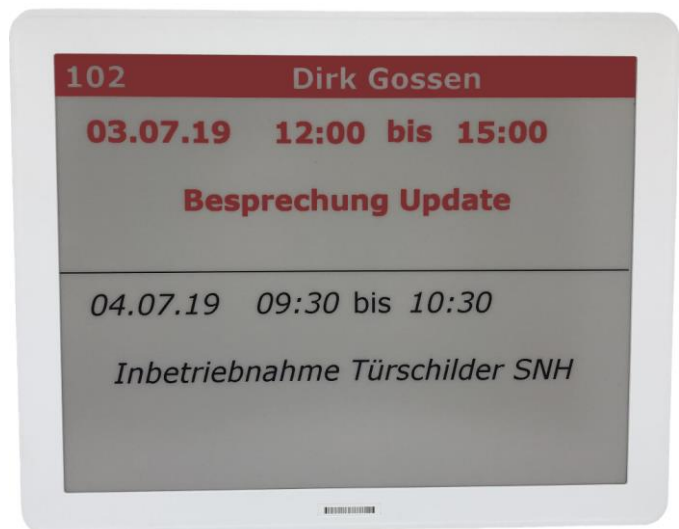 102 Dirk Gossen
03.07.19 12:00 bis 15:00
Besprechung Update
04.07.19 09:30 bis 10:30
Inbetriebnahme Türschilder SNH